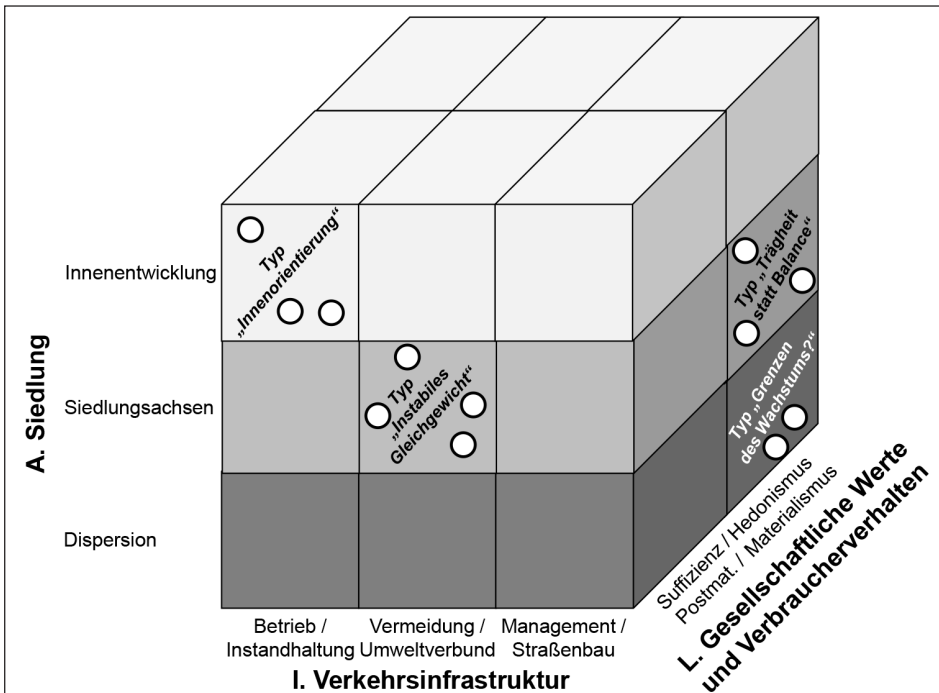 A. Siedlung
Innenentwicklung
Siedlungsachsen
Dispersion
Typ
„Innenorientierung“
Typ
„Instabiles
Gleichgewicht“
Typ „Trägheit
statt Balance“
Typ „Grenzen
des Wachstums?“
Betrieb /
Instandhaltung
Vermeidung /
Umweltverbund
Management /
Straßenbau
I. Verkehrsinfrastruktur
Suffizienz / Hedonismus
Postmat. / Materialismus
L. Gesellschaftliche Werte
und Verbraucherverhalten